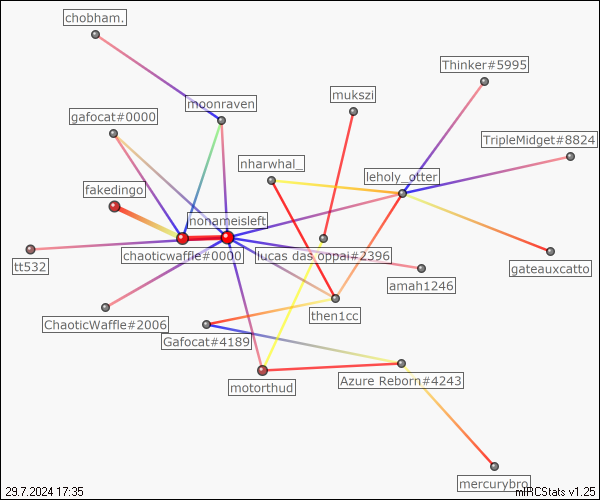 chobham.
Thinker#5995
mukszi
moonraven
gafocat#0000
TripleMidget#8824
nharwhal_
leholy_otter
fakedingo
nonameisleft
chaoticwaffle#0000
lucas das oppai#2396
tt532
gateauxcatto
amah1246
then1cc
ChaoticWaffle#2006
Gafocat#4189
motorthud
Azure Reborn#4243
mercurybro
29.7.2024 17:35
mIRCStats v1.25